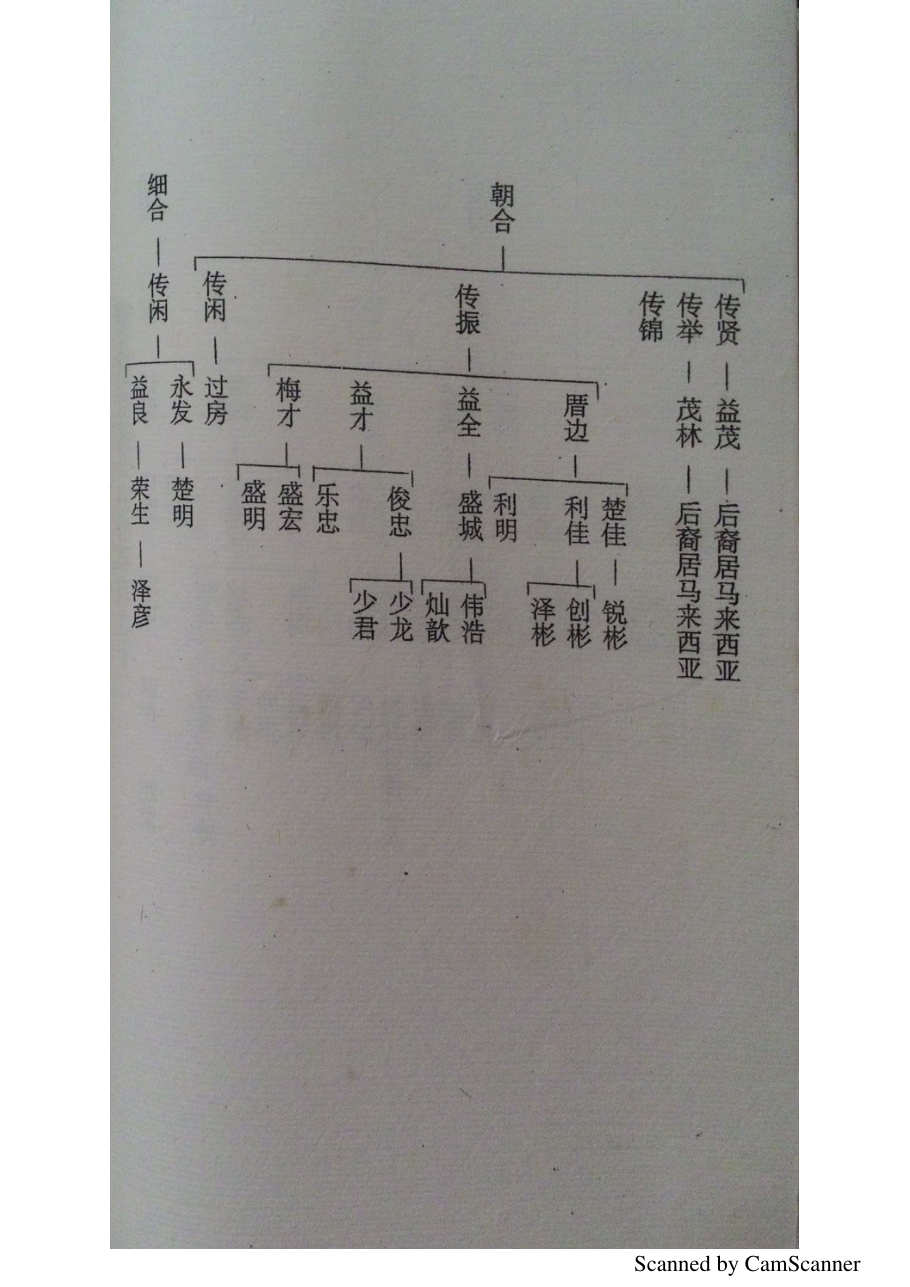 朝合
传贤
益茂
后裔居马来西亚
传举
茂林
后裔居马来西亚
传锦
传振
厝边
楚佳
锐彬
利佳
创彬
泽彬
利明
益全
盛城
伟浩
灿歆
益才
俊忠
少龙
少君
乐忠
梅才
盛宏
盛明
传闲
过房
细合
传闲
永发
楚明
益良
荣生
泽彦
Scanned by CamScanner